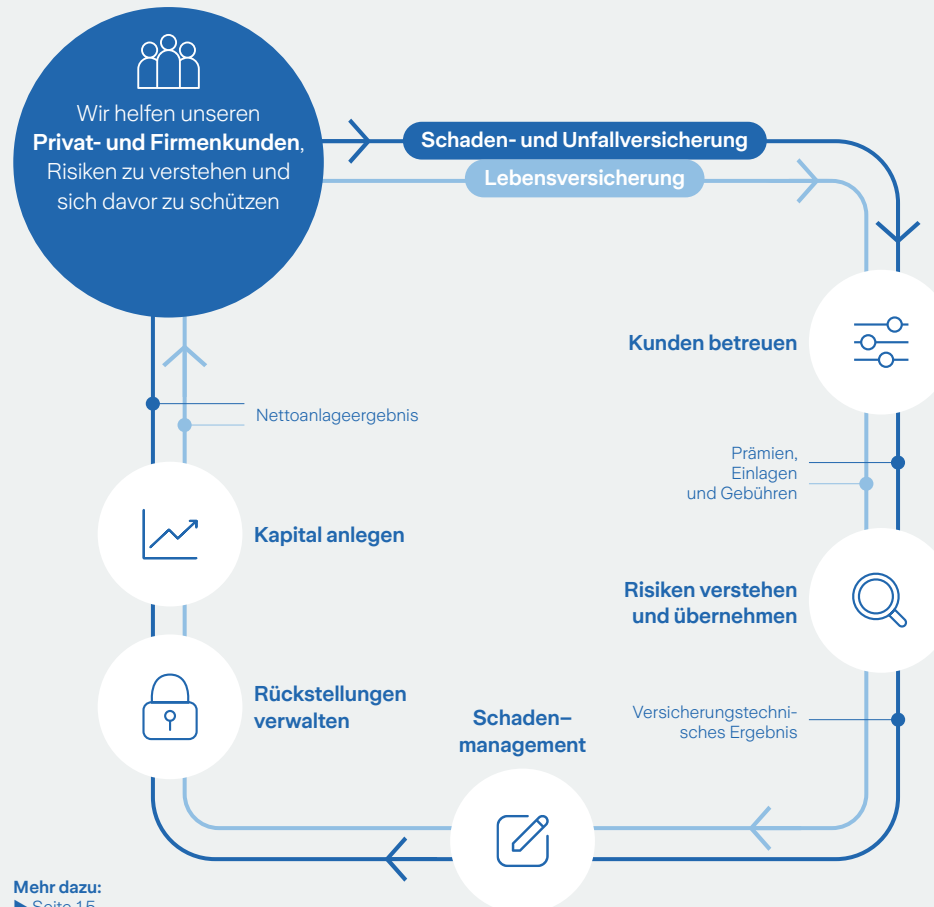 Wir helfen unseren
Privat- und Firmenkunden,
Risiken zu verstehen und
sich davor zu schützen
Schaden- und Unfallversicherung
Lebensversicherung
Kunden betreuen
Nettoanlageergebnis
Prämien,
Einlagen
und Gebühren
Kapital anlegen
Risiken verstehen
und übernehmen
Rückstellungen
verwalten
Schaden–
management
Versicherungstechni-
sches Ergebnis
Mehr dazu:
▶ Seite 15